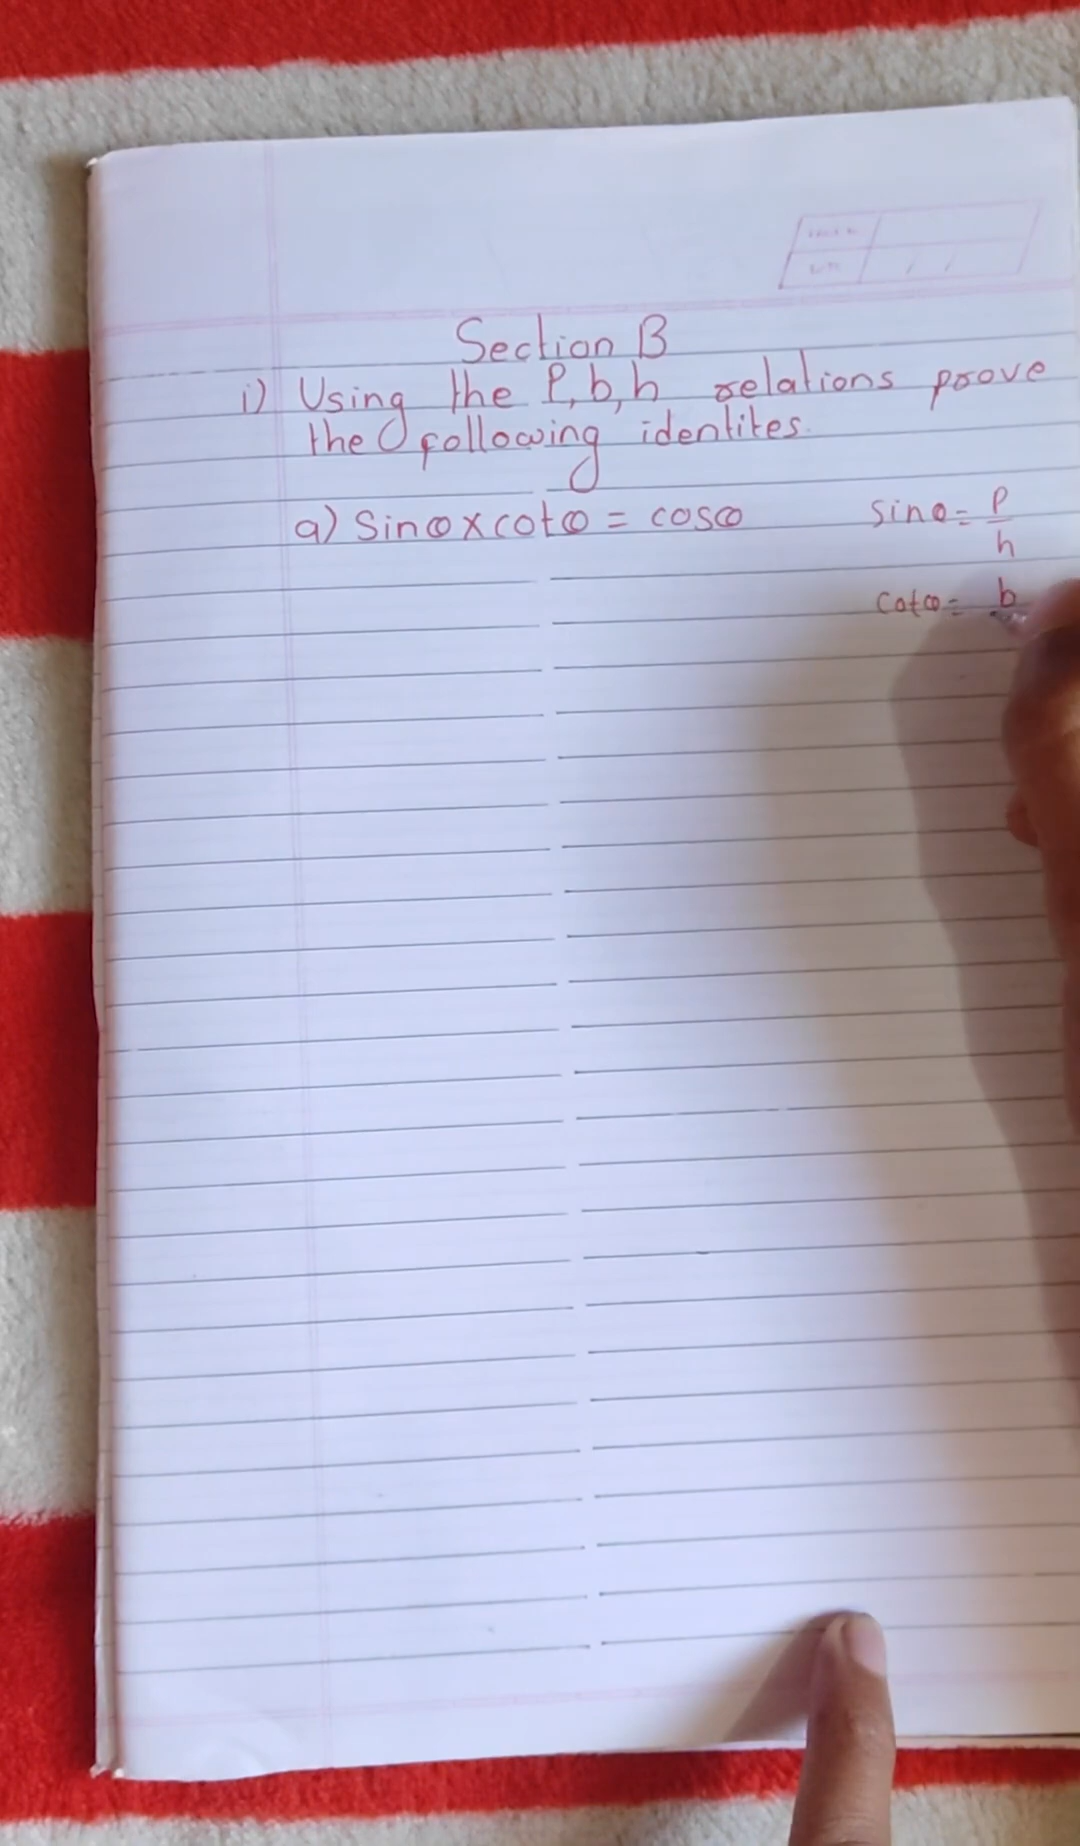 Section B
i) Using the P, b, h relations prove
the following identites.
a) Sinθ x cotθ = cosθ
sinθ = P/h
cotθ = b